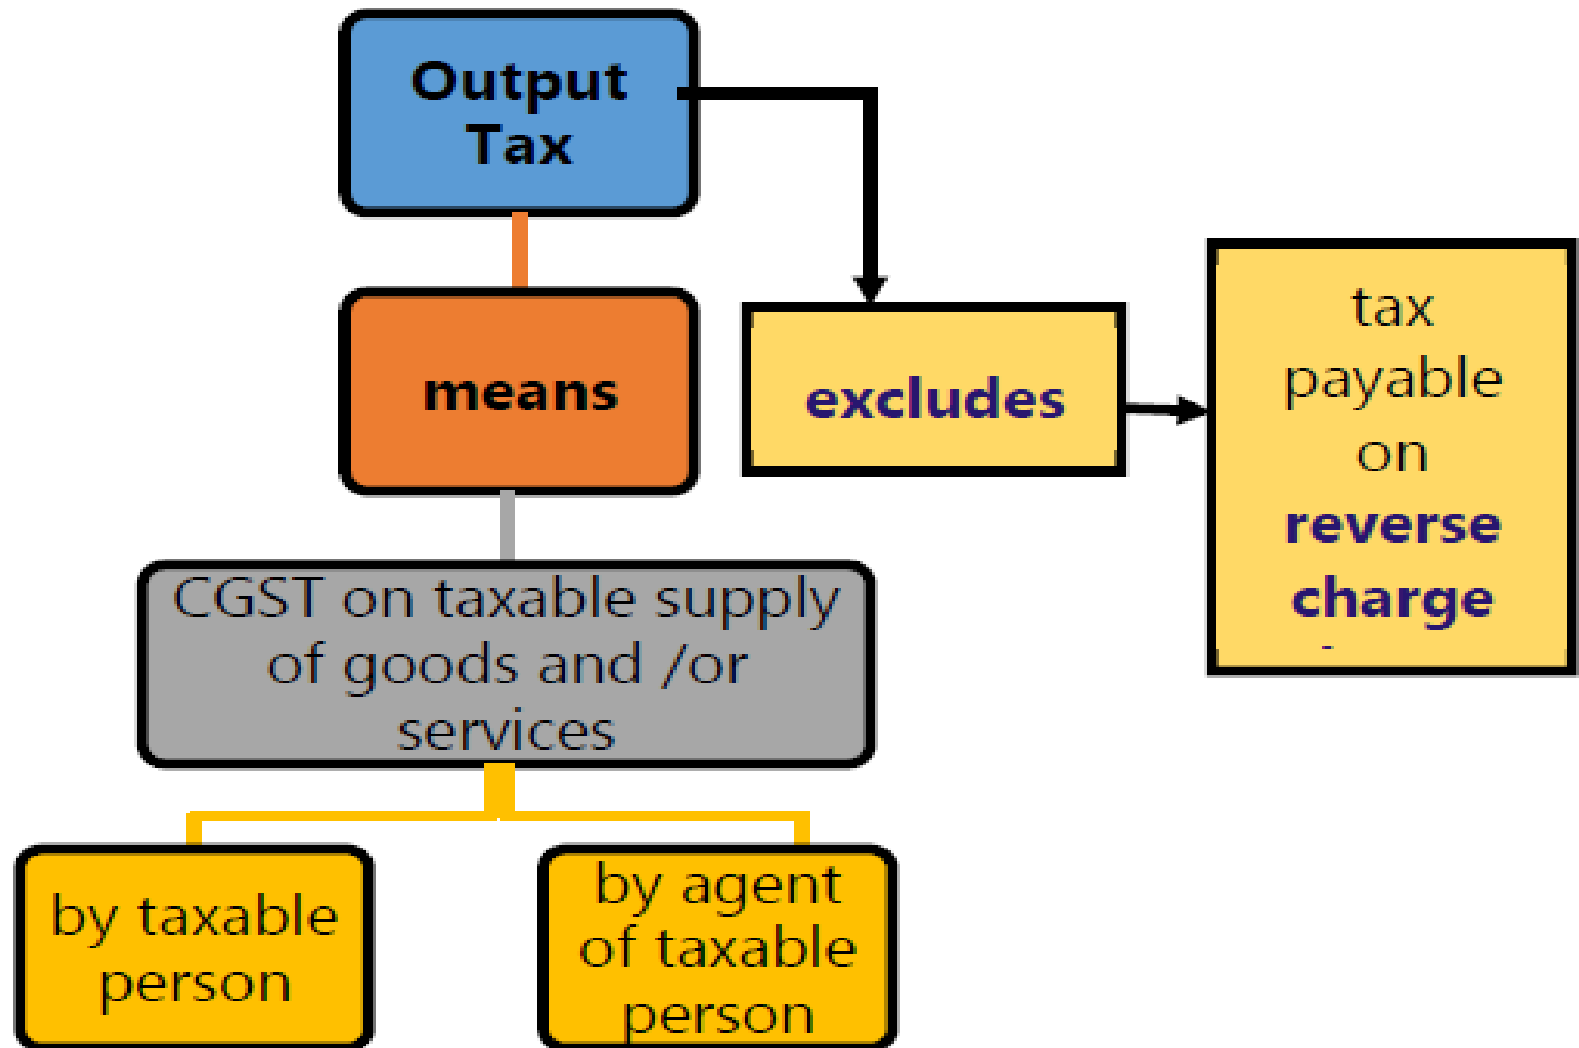 Output
Tax
means
excludes
tax
payable
on
reverse
charge
CGST on taxable supply
of goods and /or
services
by taxable
person
by agent
of taxable
person